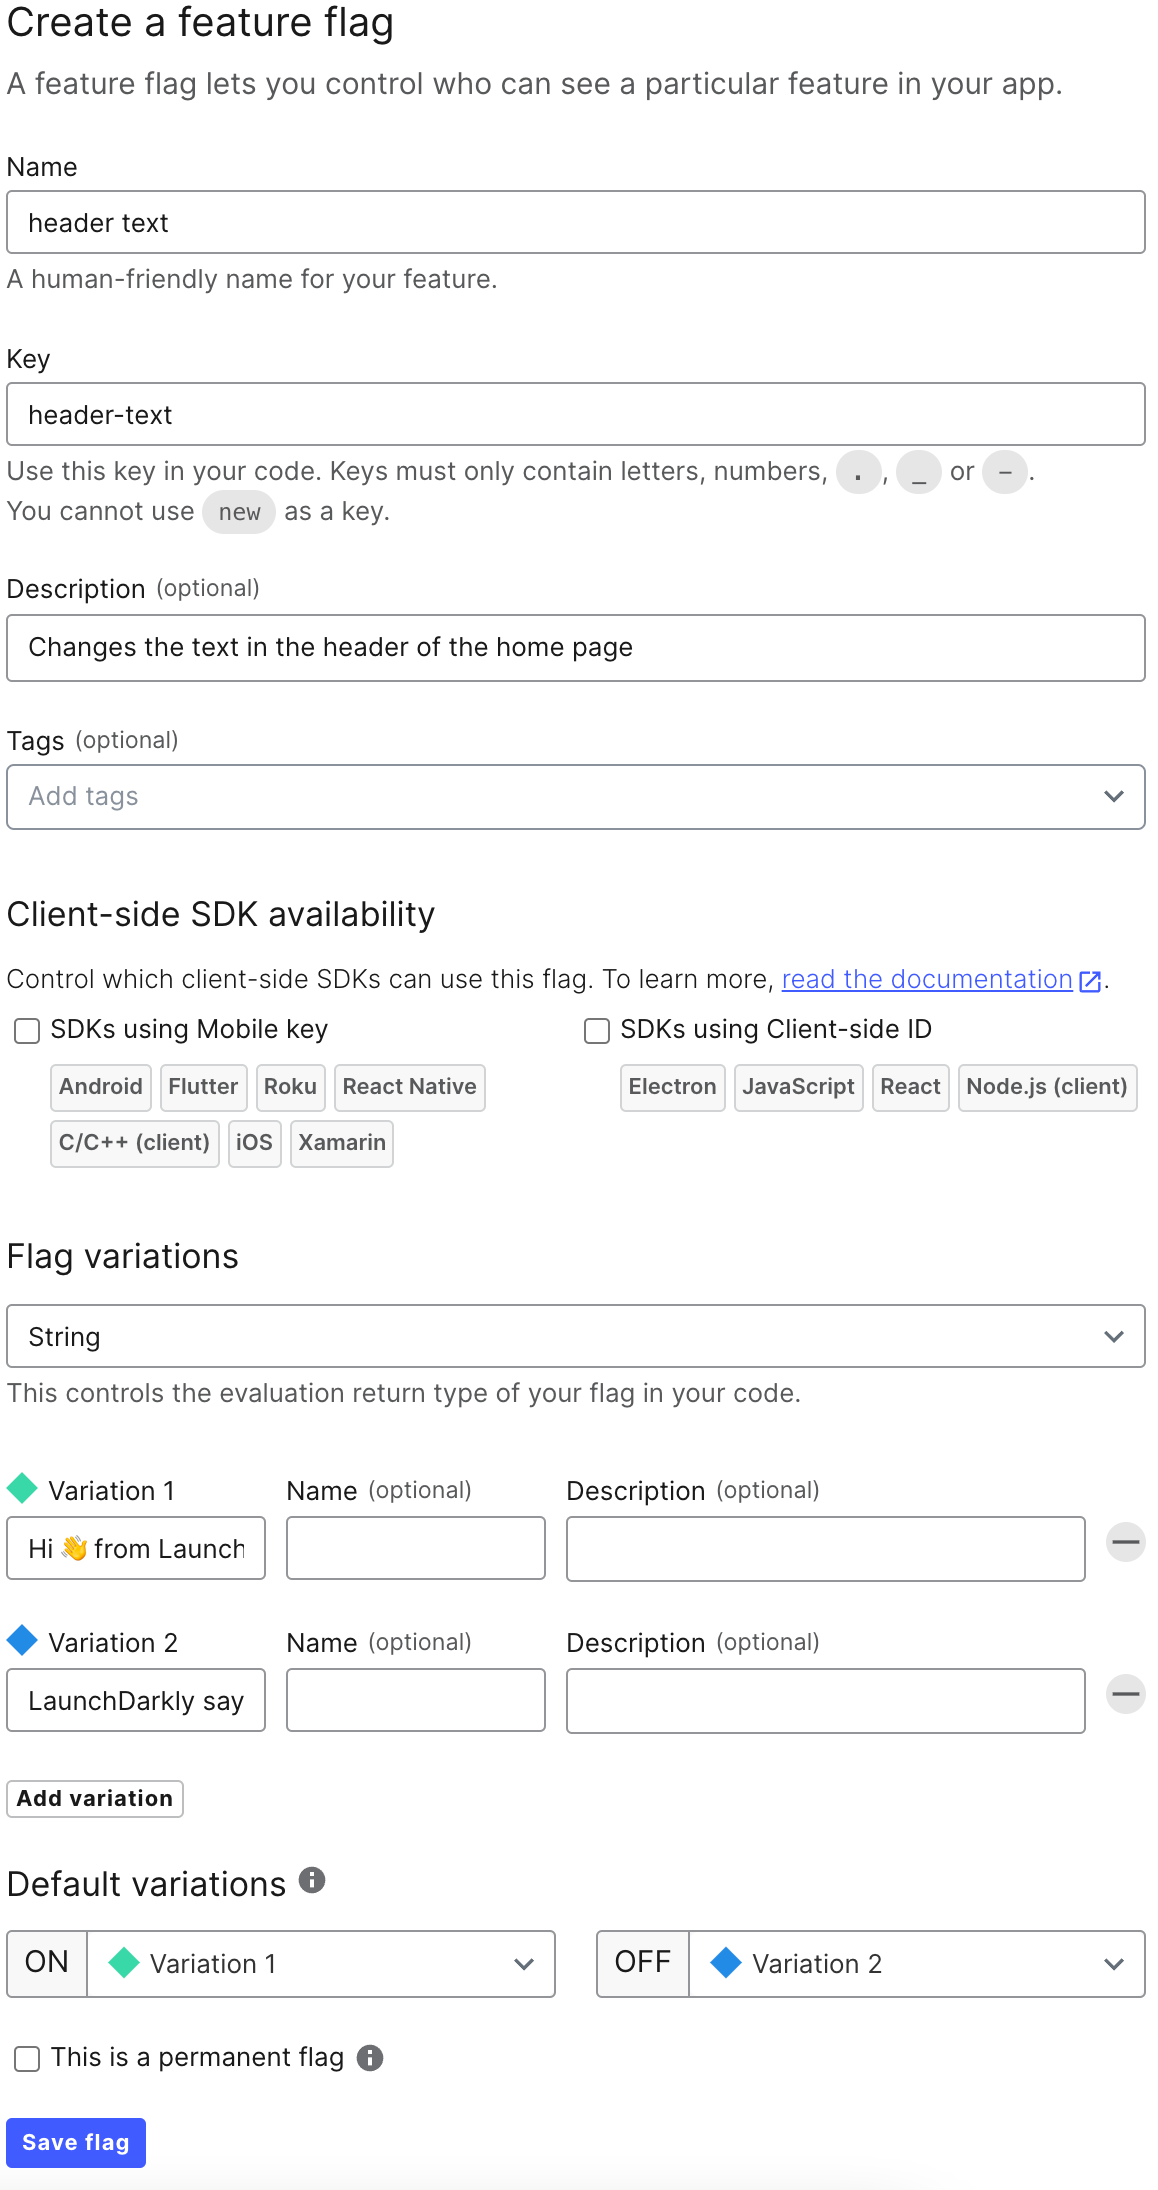 Create a feature flag
A feature flag lets you control who can see a particular feature in your app.
Name
header text
A human-friendly name for your feature.
Key
header-text
Use this key in your code. Keys must only contain letters, numbers, . , _ or - .
You cannot use new as a key.
Description (optional)
Changes the text in the header of the home page
Tags (optional)
Add tags
Client-side SDK availability
Control which client-side SDKs can use this flag. To learn more, read the documentation.
SDKs using Mobile key
Android Flutter Roku React Native
C/C++ (client) iOS Xamarin
SDKs using Client-side ID
Electron JavaScript React Node.js (client)
Flag variations
String
This controls the evaluation return type of your flag in your code.
Variation 1 Name (optional) Description (optional)
Hi 👋 from Launch
Variation 2 Name (optional) Description (optional)
LaunchDarkly say
Add variation
Default variations
ON Variation 1 OFF Variation 2
This is a permanent flag
Save flag